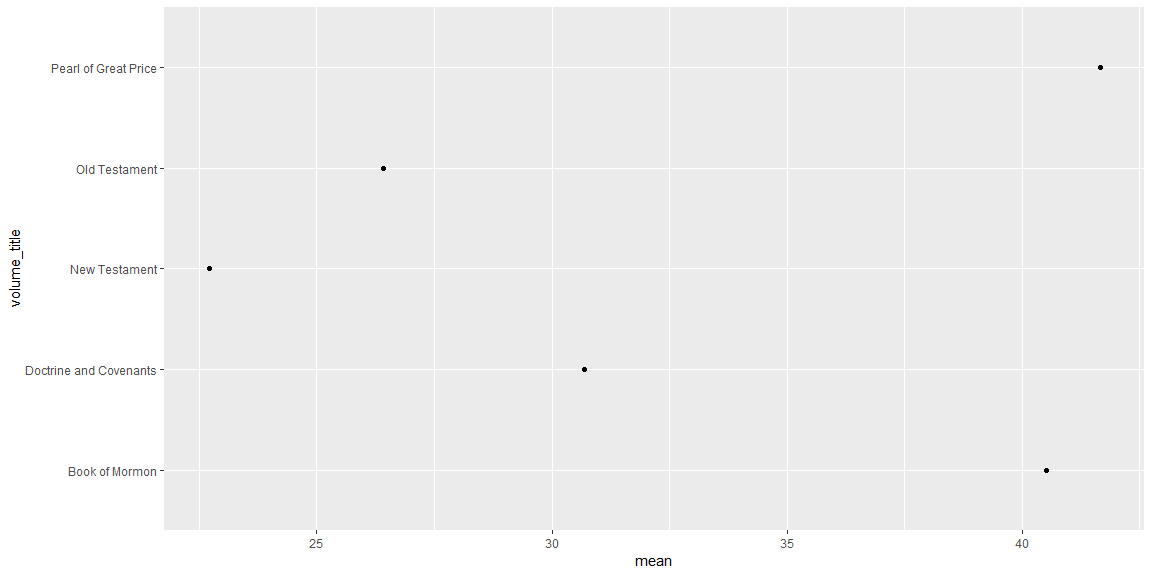 Pearl of Great Price
Old Testament
New Testament
Doctrine and Covenants
Book of Mormon
volume_title
25 30 35 40
mean